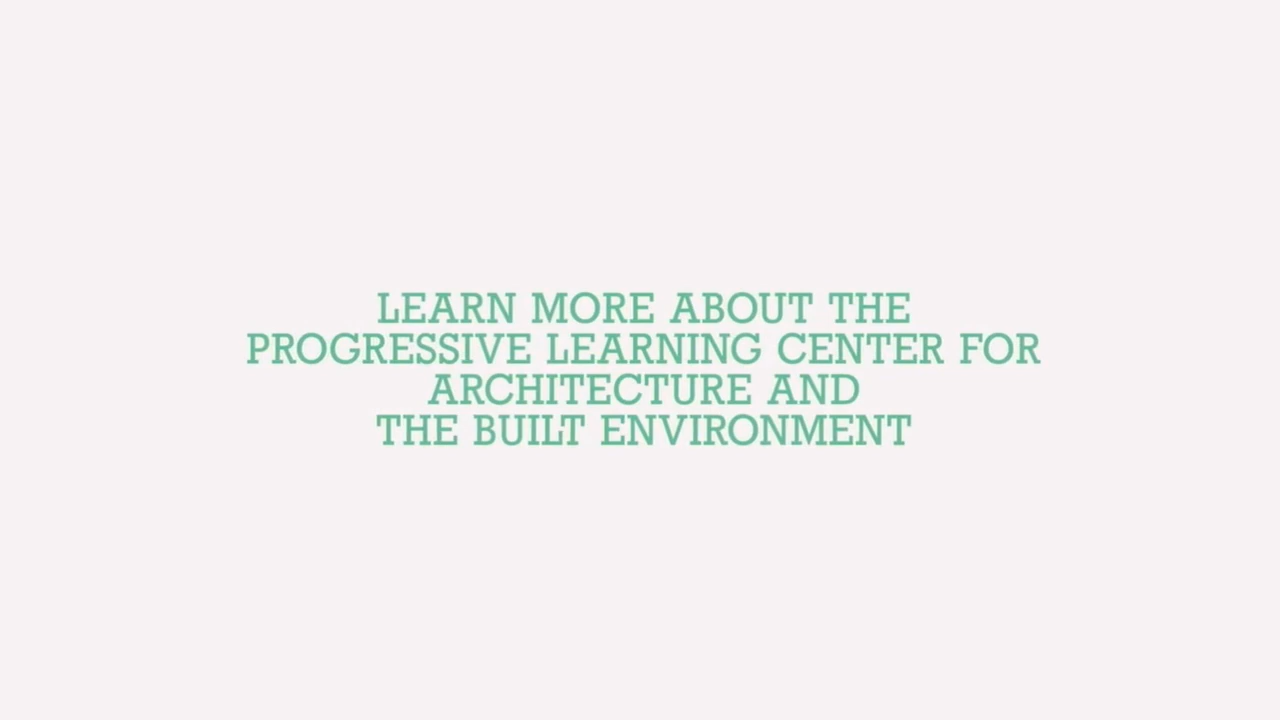 LEARN MORE ABOUT THE
PROGRESSIVE LEARNING CENTER FOR
ARCHITECTURE AND
THE BUILT ENVIRONMENT